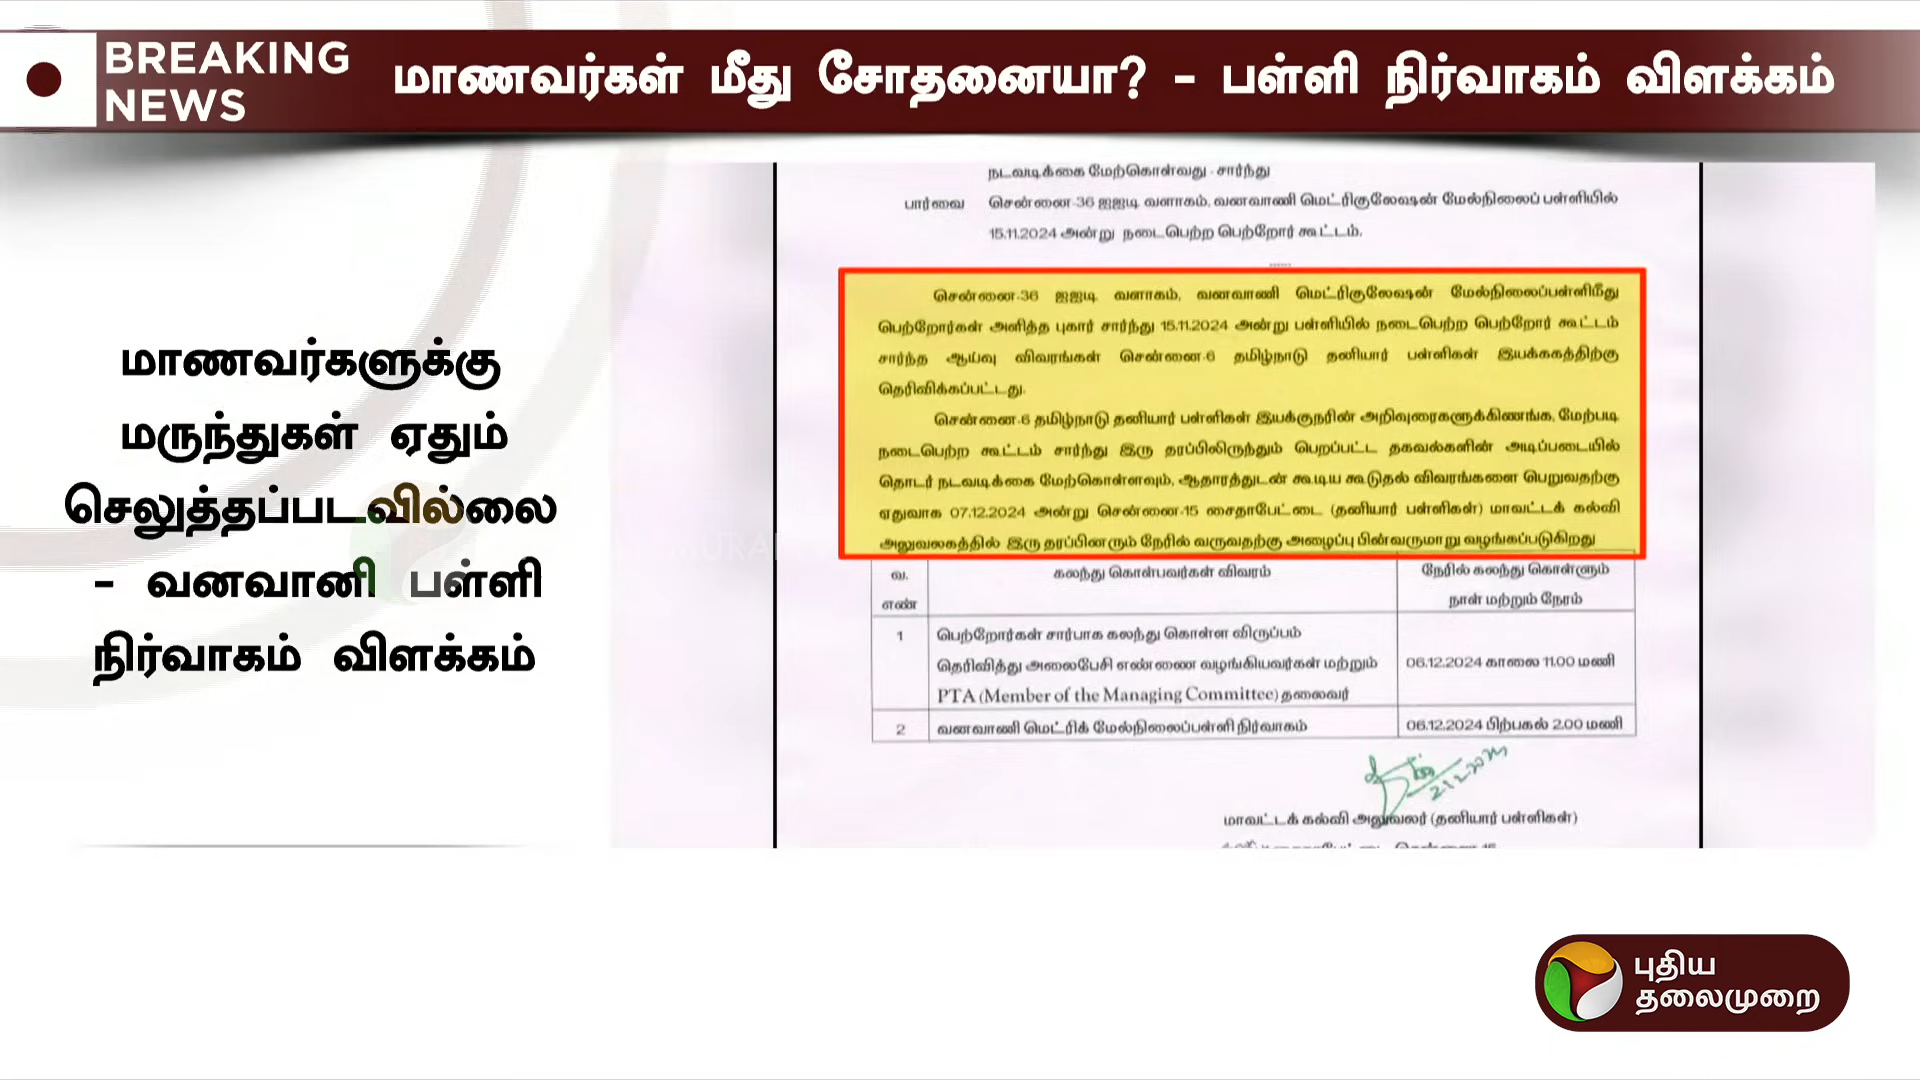 BREAKING
NEWS
மாணவர்கள் மீது சோதனையா? - பள்ளி நிர்வாகம் விளக்கம்
மாணவர்களுக்கு
மருந்துகள் ஏதும்
செலுத்தப்படவில்லை
- வனவானி பள்ளி
நிர்வாகம் விளக்கம்
நடவடிக்கை மேற்கொள்வது - சார்ந்து
பார்வை சென்னை-36 ஐஐடி வளாகம், வனவாணி மெட்ரிகுலேஷன் மேல்நிலைப் பள்ளியில்
15.11.2024 அன்று நடைபெற்ற பெற்றோர் கூட்டம்.
......
சென்னை-36 ஐஐடி வளாகம், வனவாணி மெட்ரிகுலேஷன் மேல்நிலைப்பள்ளிமீது
பெற்றோர்கள் அளித்த புகார் சார்ந்து 15.11.2024 அன்று பள்ளியில் நடைபெற்ற பெற்றோர் கூட்டம்
சார்ந்த ஆய்வு விவரங்கள் சென்னை-6 தமிழ்நாடு தனியார் பள்ளிகள் இயக்ககத்திற்கு
தெரிவிக்கப்பட்டது.
சென்னை-6 தமிழ்நாடு தனியார் பள்ளிகள் இயக்குநரின் அறிவுரைகளுக்கிணங்க, மேற்படி
நடைபெற்ற கூட்டம் சார்ந்து இரு தரப்பிலிருந்தும் பெறப்பட்ட தகவல்களின் அடிப்படையில்
தொடர் நடவடிக்கை மேற்கொள்ளவும், ஆதாரத்துடன் கூடிய கூடுதல் விவரங்களை பெறுவதற்கு
ஏதுவாக 07.12.2024 அன்று சென்னை-15 சைதாபேட்டை (தனியார் பள்ளிகள்) மாவட்டக் கல்வி
அலுவலகத்தில் இரு தரப்பினரும் நேரில் வருவதற்கு அழைப்பு பின்வருமாறு வழங்கப்படுகிறது
வ. எண் கலந்து கொள்பவர்கள் விவரம் நேரில் கலந்து கொள்ளும்
நாள் மற்றும் நேரம்
1 பெற்றோர்கள் சார்பாக கலந்து கொள்ள விருப்பம்
தெரிவித்து அலைபேசி எண்ணை வழங்கியவர்கள் மற்றும் 06.12.2024 காலை 11.00 மணி
PTA (Member of the Managing Committee) தலைவர்
2 வனவாணி மெட்ரிக் மேல்நிலைப்பள்ளி நிர்வாகம் 06.12.2024 பிற்பகல் 2.00 மணி
மாவட்டக் கல்வி அலுவலர் (தனியார் பள்ளிகள்)
புதிய
தலைமுறை